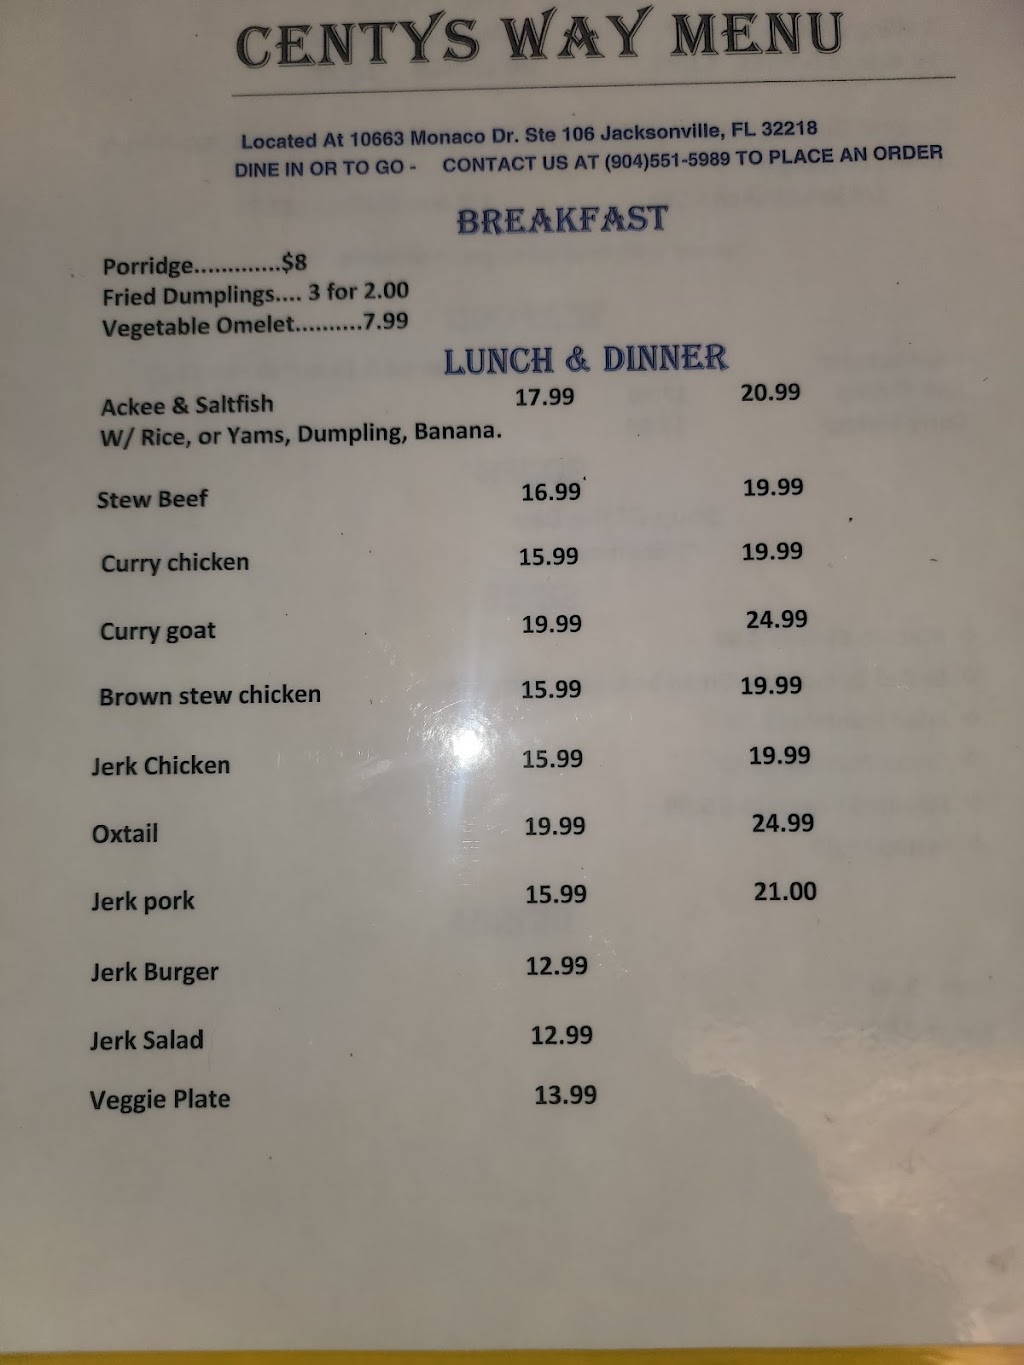 CENTYS WAY MENU
Located At 10663 Monaco Dr. Ste 106 Jacksonville, FL 32218
DINE IN OR TO GO - CONTACT US AT (904)551-5989 TO PLACE AN ORDER
BREAKFAST
Porridge.............$8
Fried Dumplings.... 3 for 2.00
Vegetable Omelet..........7.99
LUNCH & DINNER
Ackee & Saltfish 17.99 20.99
W/ Rice, or Yams, Dumpling, Banana.
Stew Beef 16.99 19.99
Curry chicken 15.99 19.99
Curry goat 19.99 24.99
Brown stew chicken 15.99 19.99
Jerk Chicken 15.99 19.99
Oxtail 19.99 24.99
Jerk pork 15.99 21.00
Jerk Burger 12.99
Jerk Salad 12.99
Veggie Plate 13.99